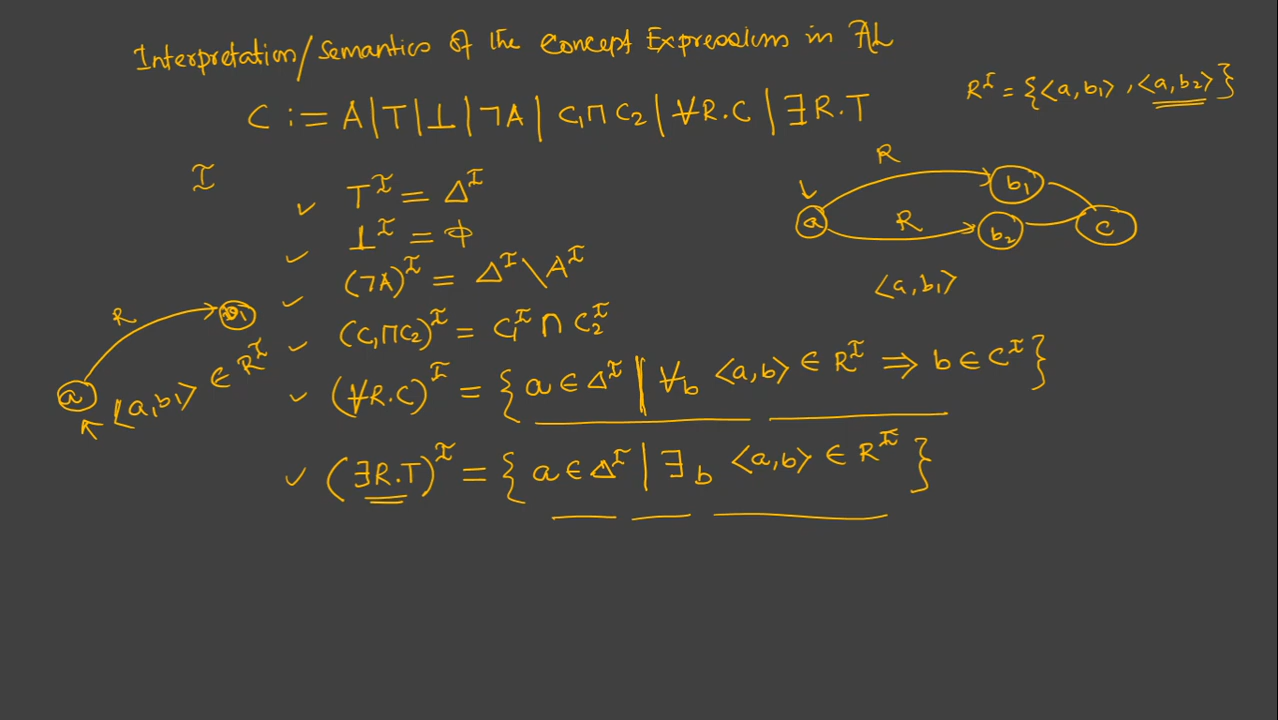 Interpretation/Semantics of the Concept Expressions in AL
C := A | T | ⊥ | ¬A | C₁⊓C₂ | ∀R.C | ∃R.T
R^I = {<a,b₁>, <a,b₂>}
I
T^I = Δ^I
⊥^I = Φ
(¬A)^I = Δ^I \ A^I
(C₁⊓C₂)^I = C₁^I ∩ C₂^I
(∀R.C)^I = { a ∈ Δ^I | ∀b <a,b> ∈ R^I ⇒ b ∈ C^I }
(∃R.T)^I = { a ∈ Δ^I | ∃b <a,b> ∈ R^I }
R
b₁
a
R
b₂
C
<a,b₁>
R
b₁
a
<a,b₁> ∈ R^I